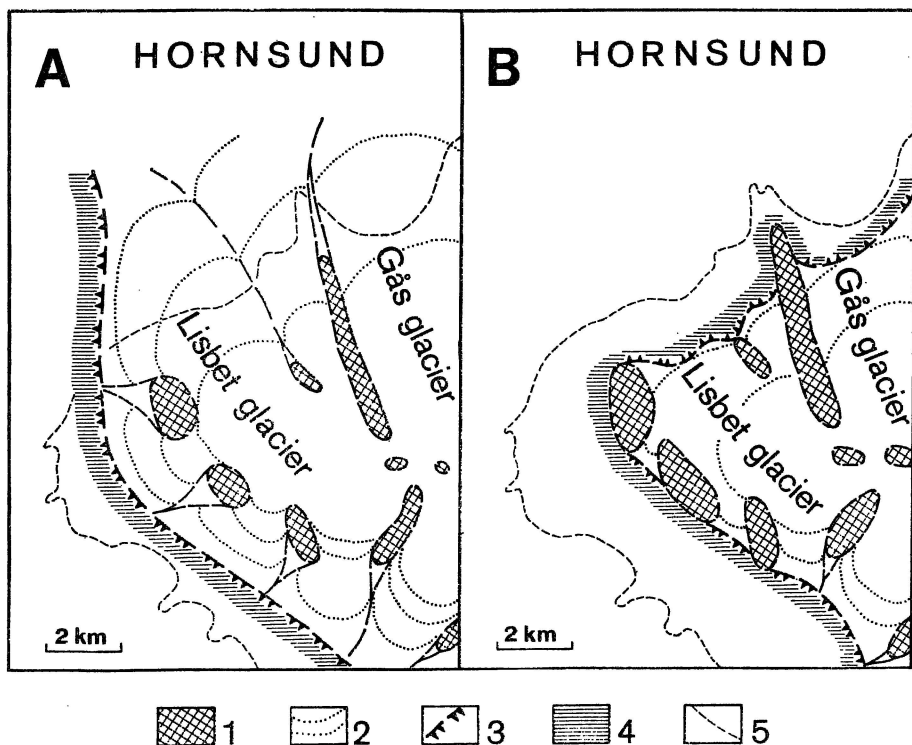 A
HORNSUND
Lisbet glacier
Gås glacier
2 km
B
HORNSUND
Lisbet glacier
Gås glacier
2 km
1
2
3
4
5